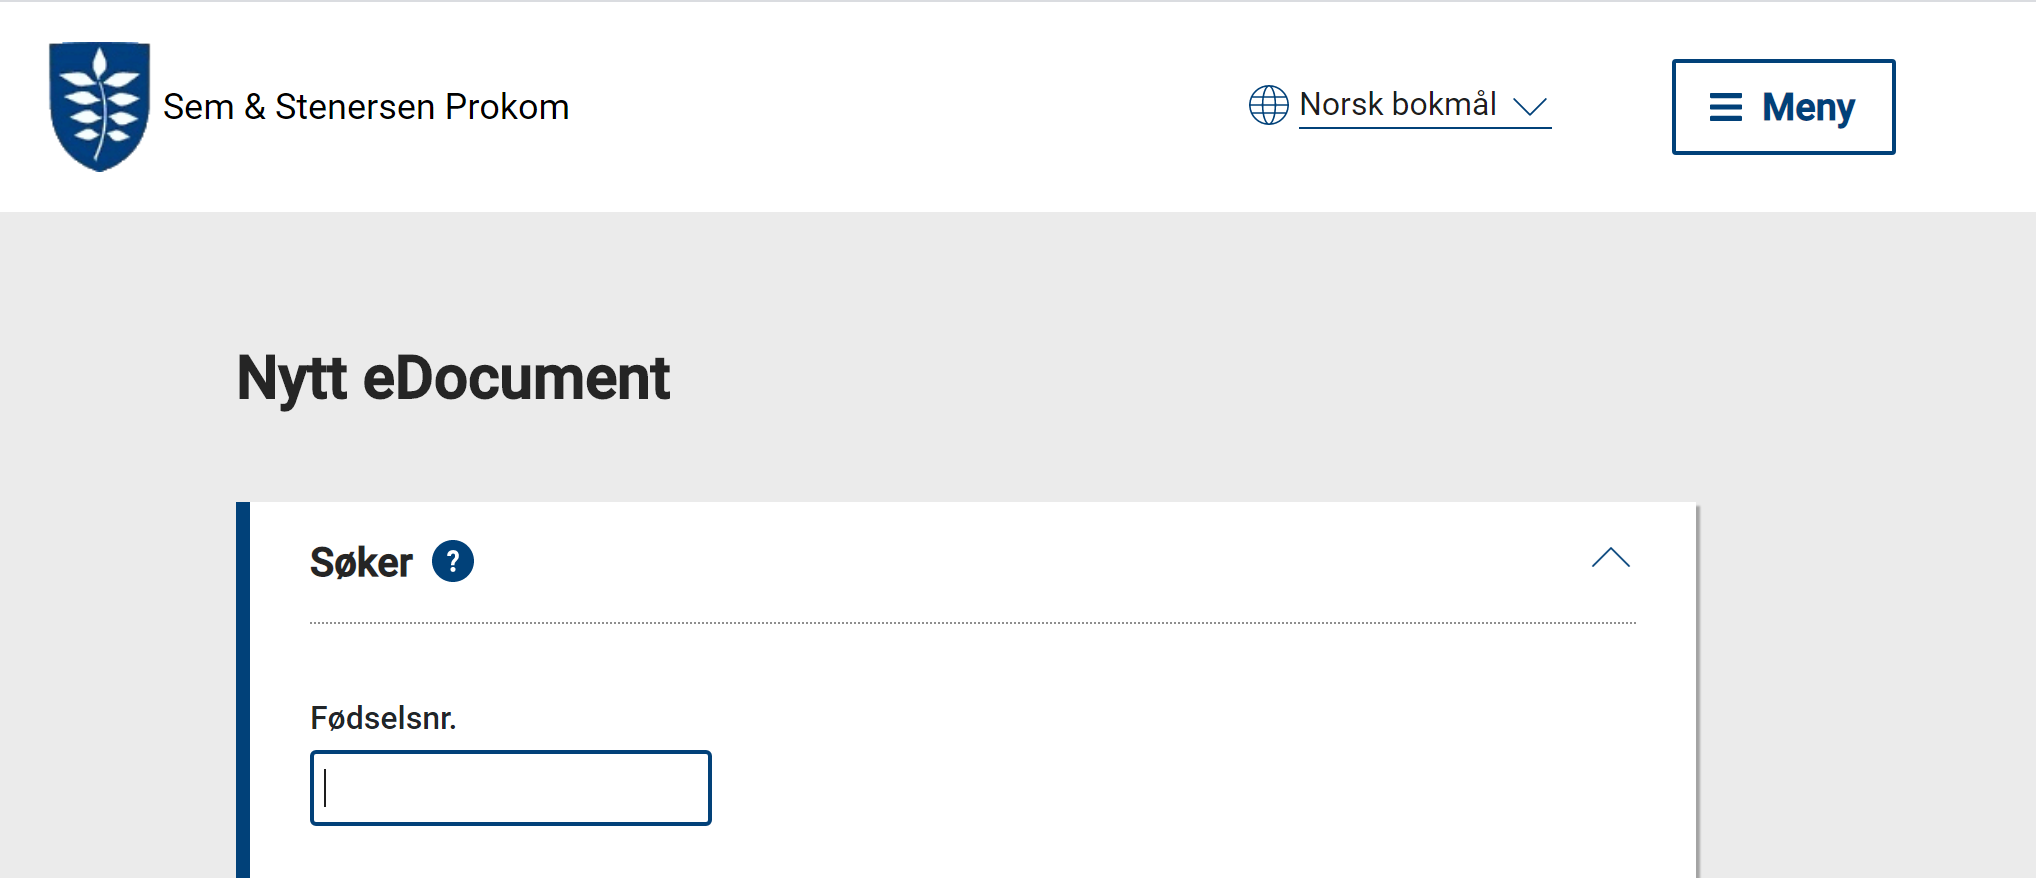 Sem & Stenersen Prokom
Norsk bokmål
Meny
Nytt eDocument
Søker ?
Fødselsnr.